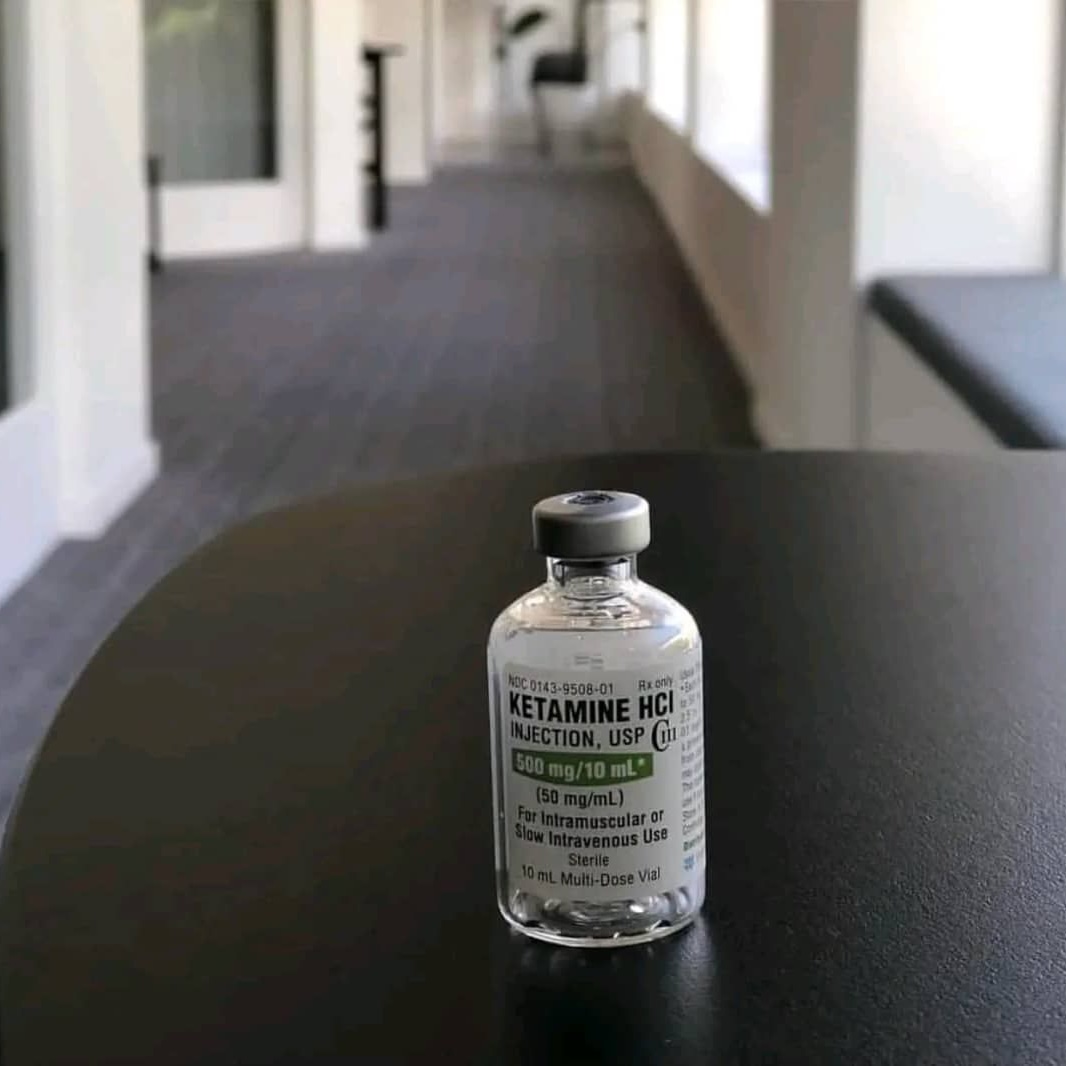 NDC 0143-9508-01 Rx only
KETAMINE HCl
INJECTION, USP CIII
500 mg/10 mL*
(50 mg/mL)
For Intramuscular or
Slow Intravenous Use
Sterile
10 mL Multi-Dose Vial